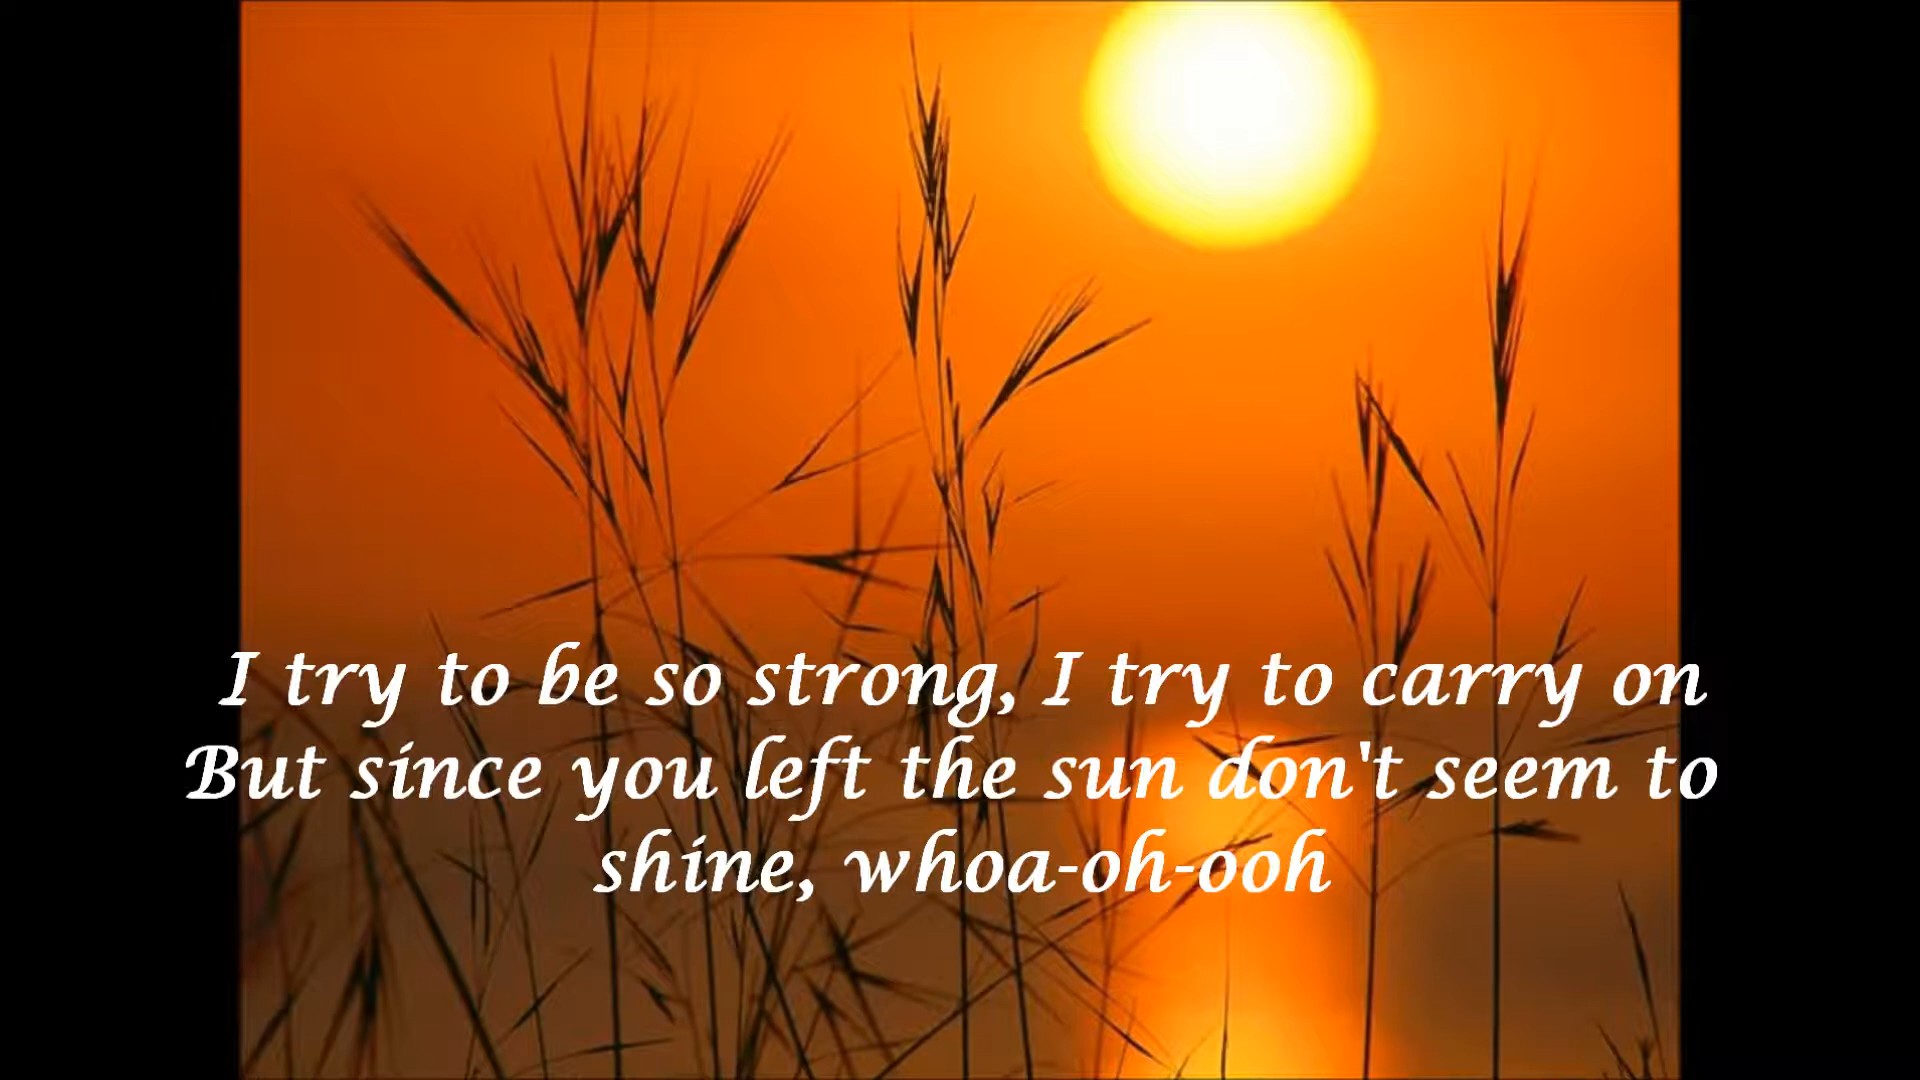 I try to be so strong, I try to carry on
But since you left the sun don't seem to
shine, whoa-oh-ooh